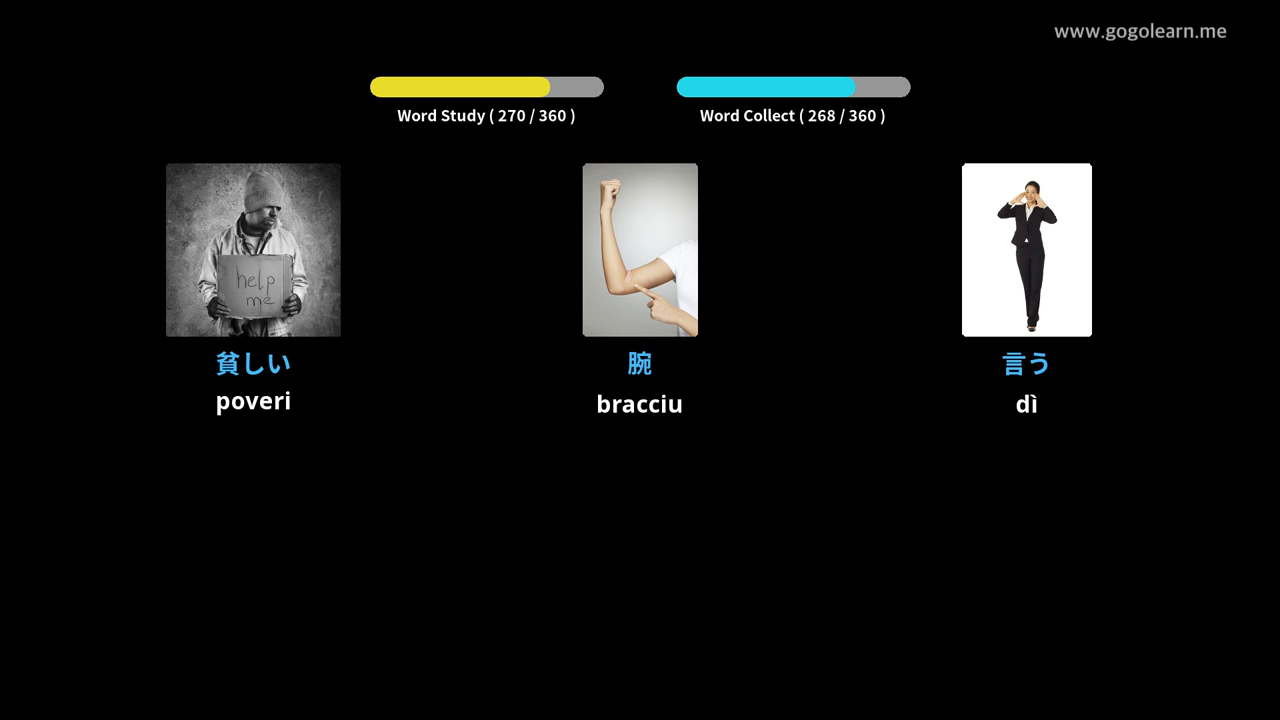 www.gogolearn.me
Word Study ( 270 / 360 )
Word Collect ( 268 / 360 )
help
me
貧しい
腕
言う
poveri
bracciu
dì